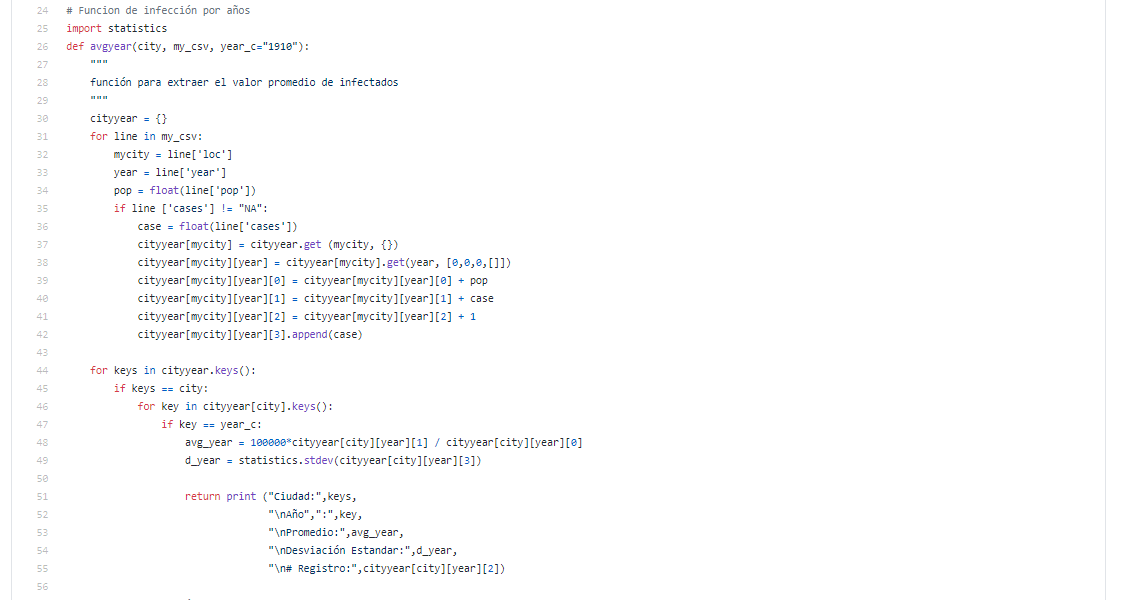 24 # Funcion de infección por años
25 import statistics
26 def avgyear(city, my_csv, year_c="1910"):
27     """
28     función para extraer el valor promedio de infectados
29     """
30     cityyear = {}
31     for line in my_csv:
32         mycity = line['loc']
33         year = line['year']
34         pop = float(line['pop'])
35         if line ['cases'] != "NA":
36             case = float(line['cases'])
37             cityyear[mycity] = cityyear.get (mycity, {})
38             cityyear[mycity][year] = cityyear[mycity].get(year, [0,0,0,[]])
39             cityyear[mycity][year][0] = cityyear[mycity][year][0] + pop
40             cityyear[mycity][year][1] = cityyear[mycity][year][1] + case
41             cityyear[mycity][year][2] = cityyear[mycity][year][2] + 1
42             cityyear[mycity][year][3].append(case)
43
44     for keys in cityyear.keys():
45         if keys == city:
46             for key in cityyear[city].keys():
47                 if key == year_c:
48                     avg_year = 100000*cityyear[city][year][1] / cityyear[city][year][0]
49                     d_year = statistics.stdev(cityyear[city][year][3])
50
51                     return print ("Ciudad:",keys,
52                                   "\nAño",":",key,
53                                   "\nPromedio:",avg_year,
54                                   "\nDesviación Estandar:",d_year,
55                                   "\n# Registro:",cityyear[city][year][2])
56